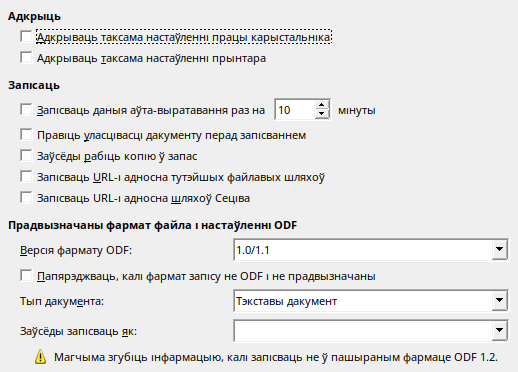 Адкрыць
Адкрываць таксама настаўленні працы карыстальніка
Адкрываць таксама настаўленні прынтара
Запісаць
Запісваць даныя аўта-выратавання раз на 10 мінуты
Правіць уласцівасці дакументу перад запісваннем
Заўсёды рабіць копію ў запас
Запісваць URL-і адносна тутэйшых файлавых шляхоў
Запісваць URL-і адносна шляхоў Сеціва
Прадвызначаны фармат файла і настаўленні ODF
Версія фармату ODF: 1.0/1.1
Папярэджваць, калі фармат запісу не ODF і не прадвызначаны
Тып дакумента: Тэкставы дакумент
Заўсёды запісваць як:
Магчыма згубіць інфармацыю, калі запісваць не ў пашыраным фармаце ODF 1.2.